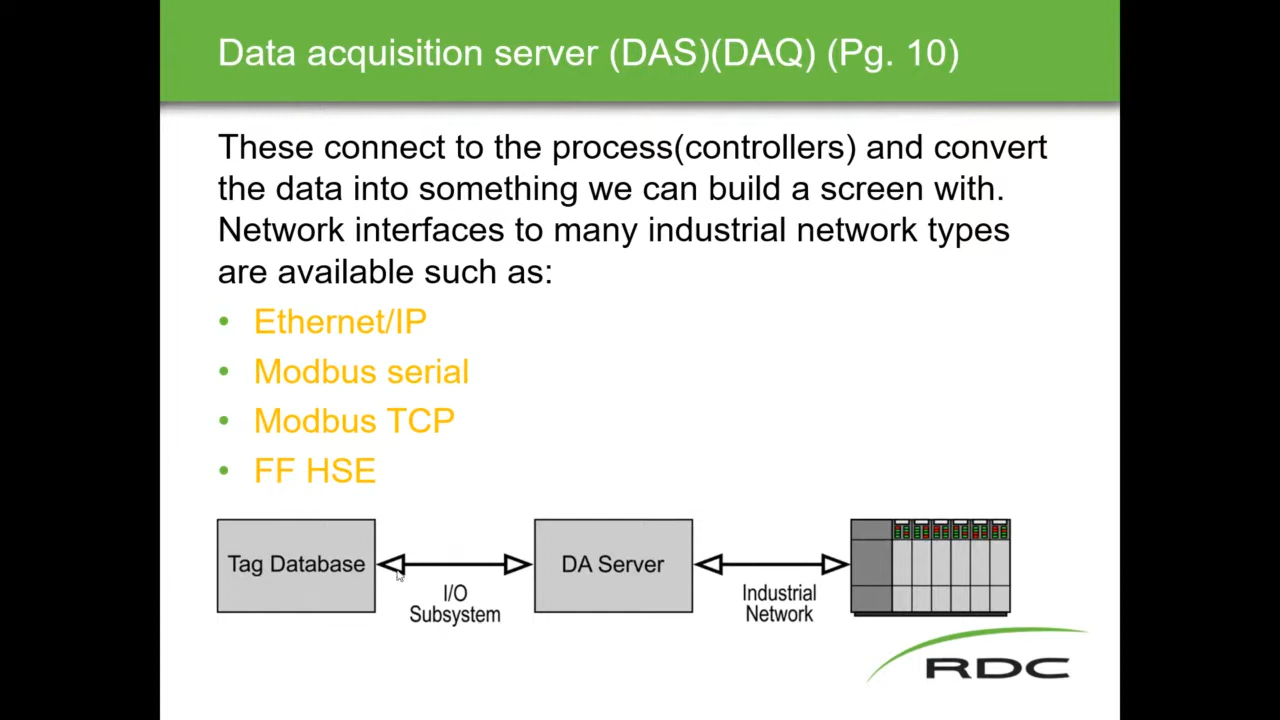 Data acquisition server (DAS)(DAQ) (Pg. 10)
These connect to the process(controllers) and convert
the data into something we can build a screen with.
Network interfaces to many industrial network types
are available such as:
• Ethernet/IP
• Modbus serial
• Modbus TCP
• FF HSE
Tag Database
I/O
Subsystem
DA Server
Industrial
Network
RDC